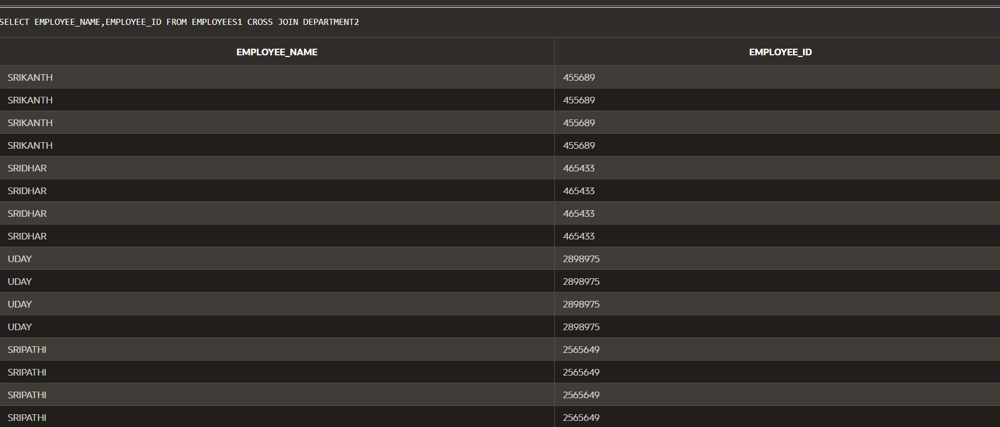 SELECT EMPLOYEE_NAME,EMPLOYEE_ID FROM EMPLOYEES1 CROSS JOIN DEPARTMENT2
EMPLOYEE_NAME EMPLOYEE_ID
SRIKANTH 455689
SRIKANTH 455689
SRIKANTH 455689
SRIKANTH 455689
SRIDHAR 465433
SRIDHAR 465433
SRIDHAR 465433
SRIDHAR 465433
UDAY 2898975
UDAY 2898975
UDAY 2898975
UDAY 2898975
SRIPATHI 2565649
SRIPATHI 2565649
SRIPATHI 2565649
SRIPATHI 2565649